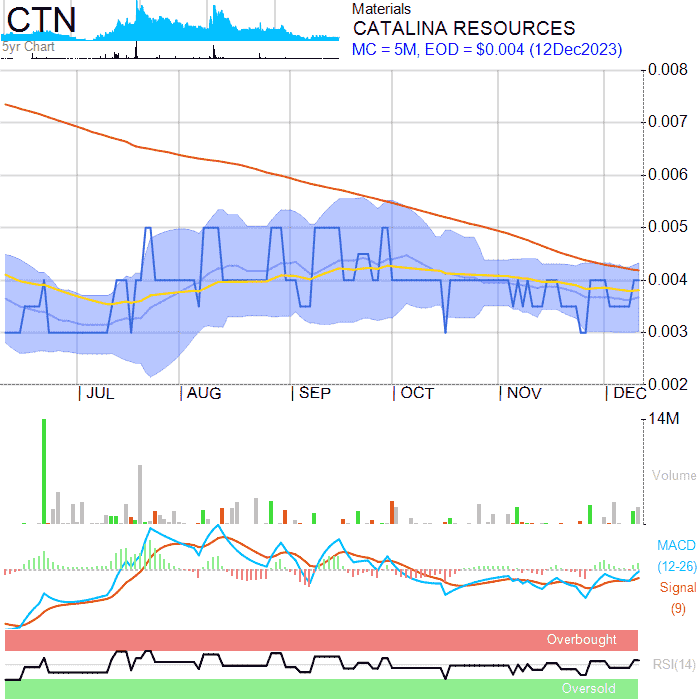 CTN
5yr Chart
Materials
CATALINA RESOURCES
MC = 5M, EOD = $0.004 (12Dec2023)
0.008
0.007
0.006
0.005
0.004
0.003
0.002
| JUL | AUG | SEP | OCT | NOV | DEC
14M
Volume
MACD
(12-26)
Signal
(9)
Overbought
RSI(14)
Oversold